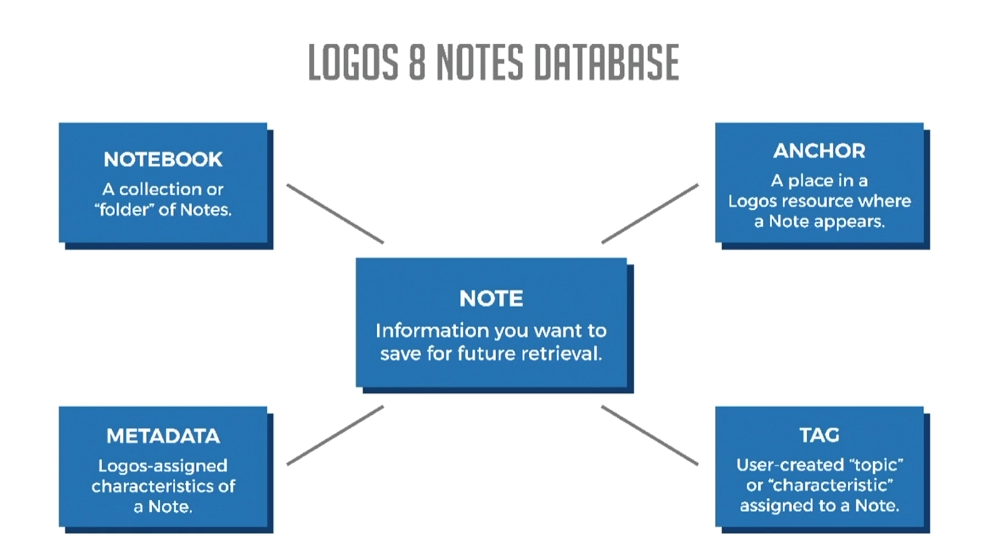 LOGOS 8 NOTES DATABASE
NOTEBOOK
A collection or
“folder” of Notes.
ANCHOR
A place in a
Logos resource where
a Note appears.
NOTE
Information you want to
save for future retrieval.
METADATA
Logos-assigned
characteristics of
a Note.
TAG
User-created “topic”
or “characteristic”
assigned to a Note.